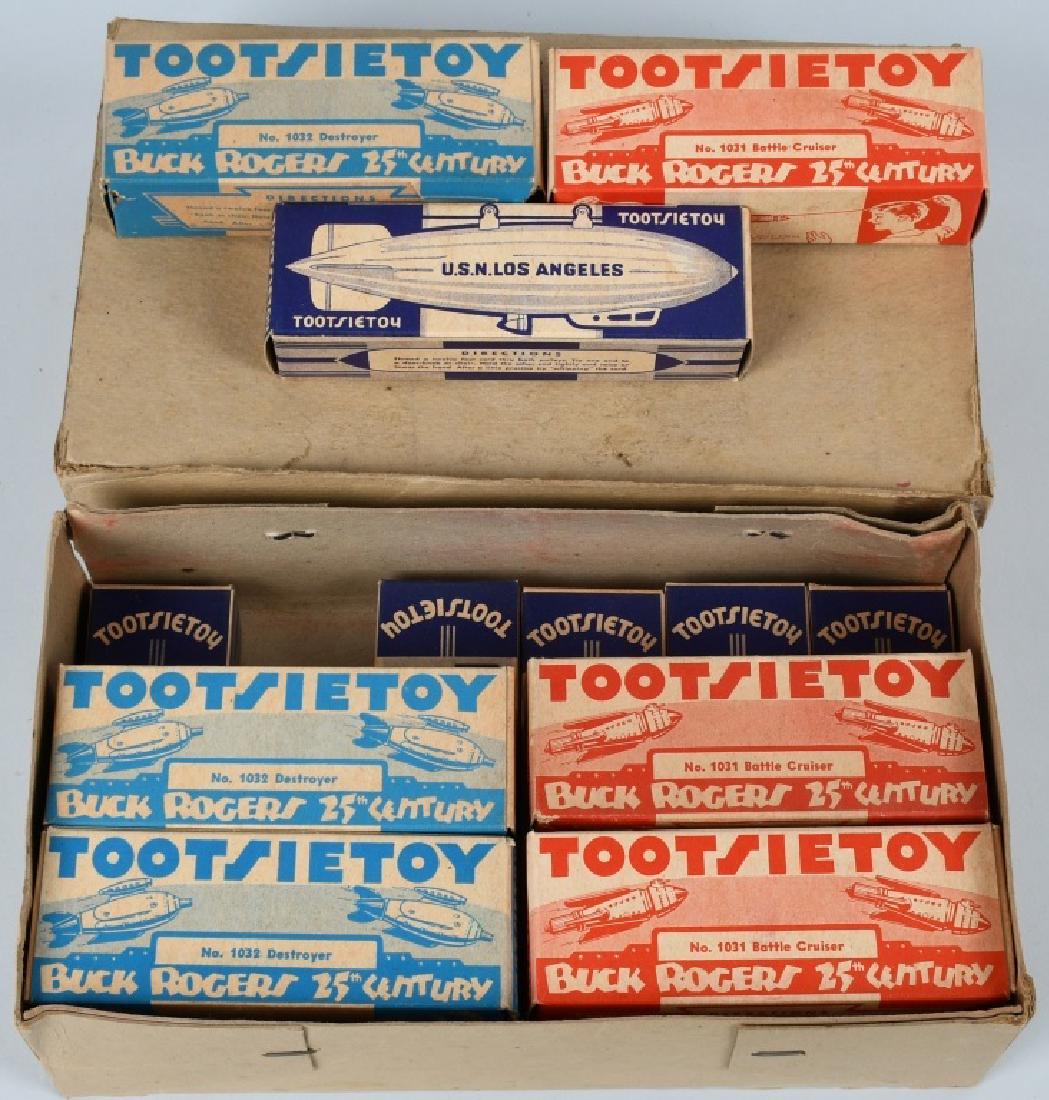 TOOTSIETOY
No. 1032 Destroyer
BUCK ROGERS 25th CENTURY
DIRECTIONS
TOOTSIETOY
No. 1031 Battle Cruiser
BUCK ROGERS 25th CENTURY
TOOTSIETOY
U.S.N. LOS ANGELES
TOOTSIETOY
DIRECTIONS
TOOTSIETOY
TOOTSIETOY
TOOTSIETOY
TOOTSIETOY
TOOTSIETOY
TOOTSIETOY
No. 1032 Destroyer
BUCK ROGERS 25th CENTURY
TOOTSIETOY
No. 1031 Battle Cruiser
BUCK ROGERS 25th CENTURY
TOOTSIETOY
No. 1032 Destroyer
BUCK ROGERS 25th CENTURY
TOOTSIETOY
No. 1031 Battle Cruiser
BUCK ROGERS 25th CENTURY